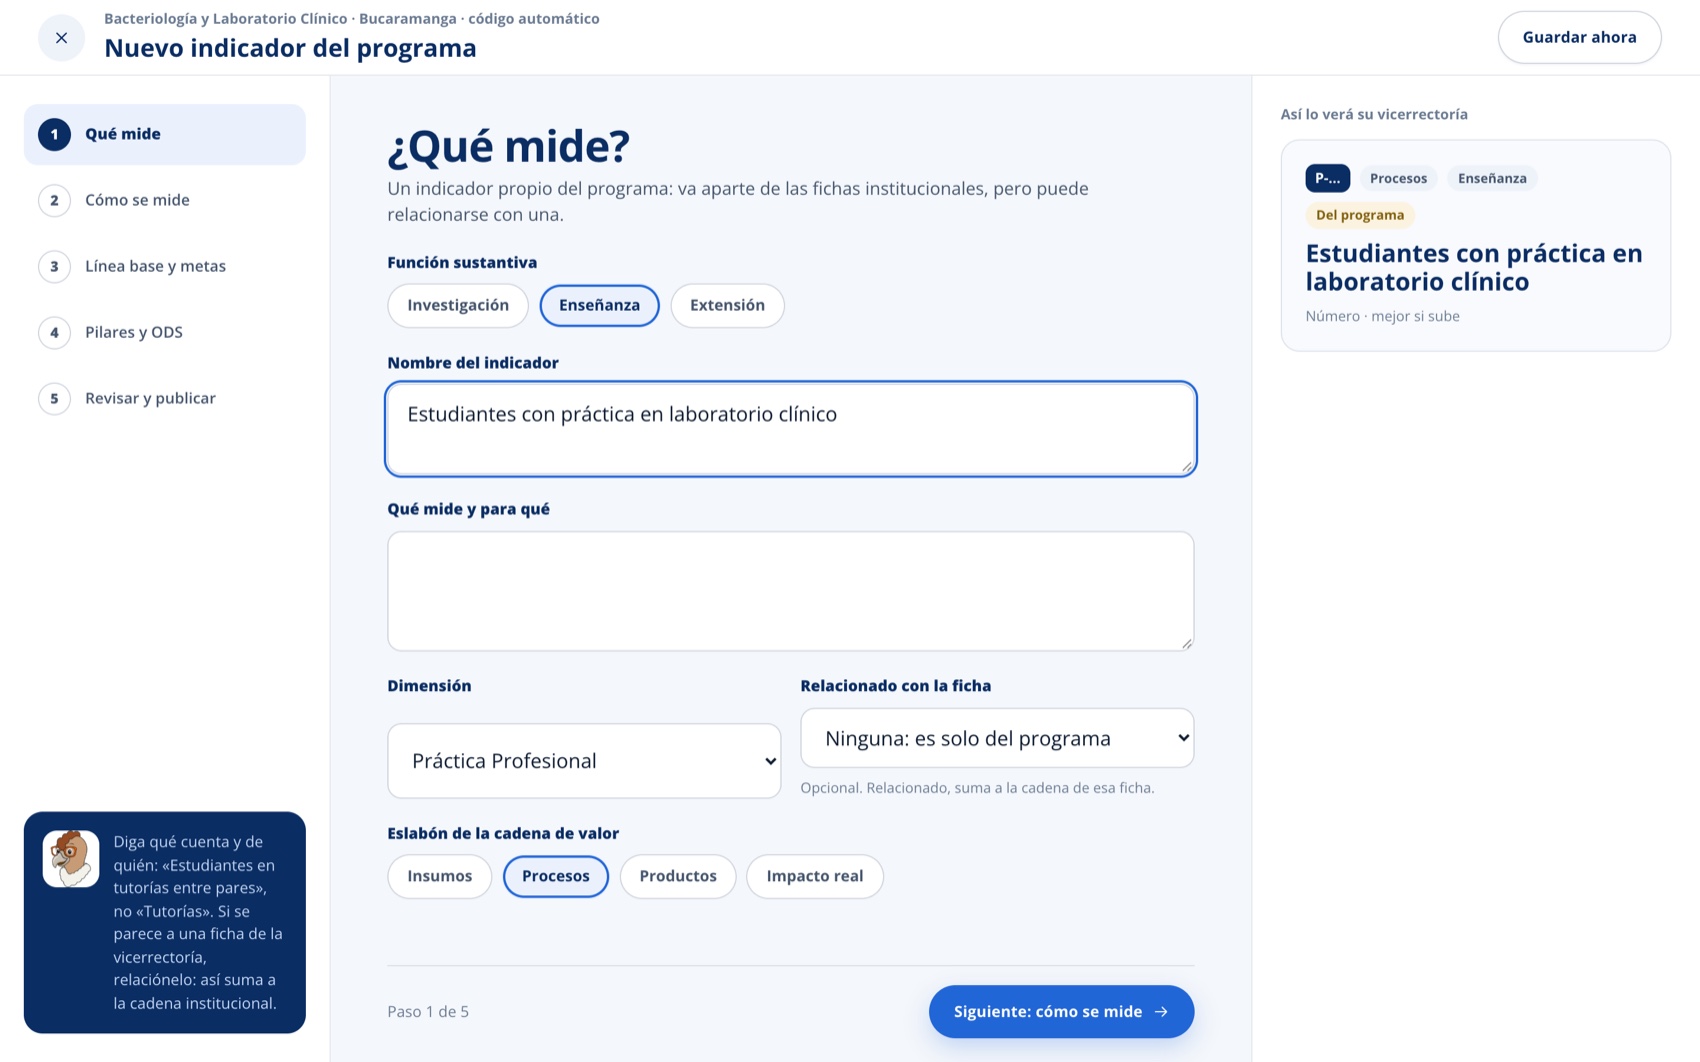 Bacteriología y Laboratorio Clínico · Bucaramanga · código automático
Nuevo indicador del programa
Guardar ahora
1 Qué mide
2 Cómo se mide
3 Línea base y metas
4 Pilares y ODS
5 Revisar y publicar
Diga qué cuenta y de
quién: «Estudiantes en
tutorías entre pares»,
no «Tutorías». Si se
parece a una ficha de la
vicerrectoría,
relaciónelo: así suma a
la cadena institucional.
¿Qué mide?
Un indicador propio del programa: va aparte de las fichas institucionales, pero puede
relacionarse con una.
Función sustantiva
Investigación Enseñanza Extensión
Nombre del indicador
Estudiantes con práctica en laboratorio clínico
Qué mide y para qué
Dimensión Relacionado con la ficha
Práctica Profesional Ninguna: es solo del programa
Opcional. Relacionado, suma a la cadena de esa ficha.
Eslabón de la cadena de valor
Insumos Procesos Productos Impacto real
Paso 1 de 5 Siguiente: cómo se mide →
Así lo verá su vicerrectoría
P-... Procesos Enseñanza
Del programa
Estudiantes con práctica en
laboratorio clínico
Número · mejor si sube